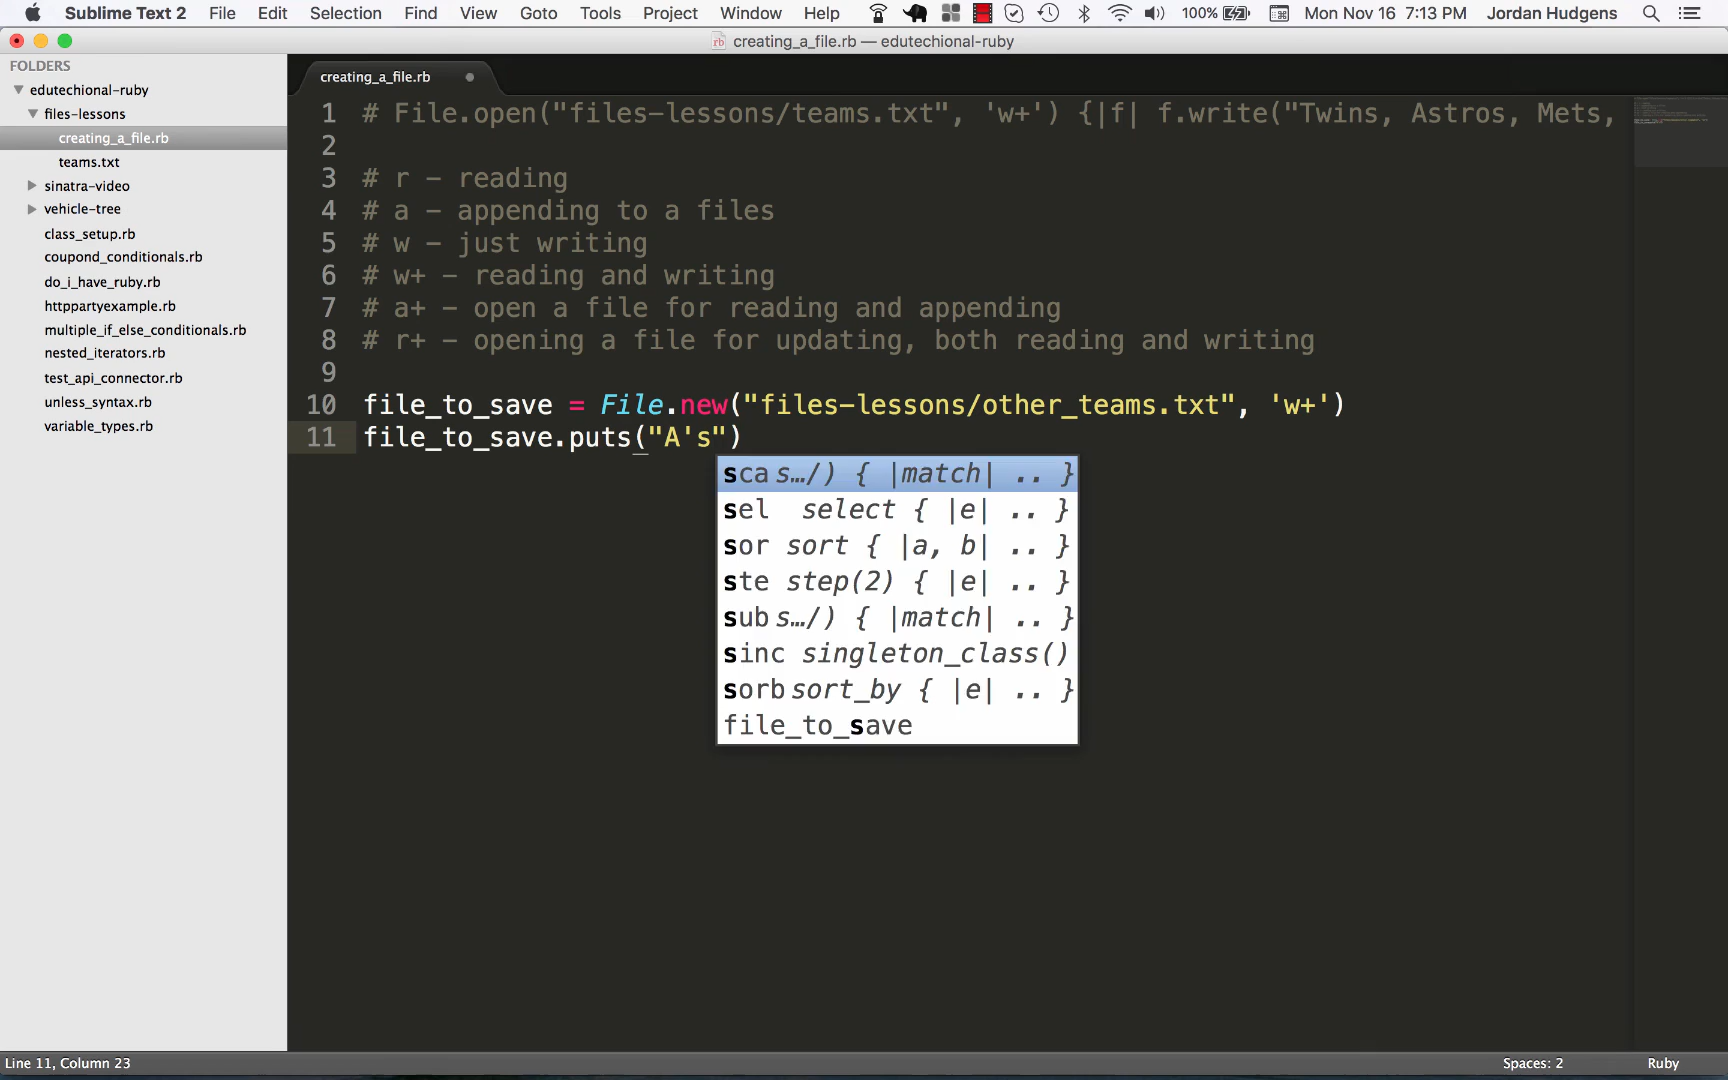 Sublime Text 2 File Edit Selection Find View Goto Tools Project Window Help 100% Mon Nov 16 7:13 PM Jordan Hudgens
rb creating_a_file.rb — edutechional-ruby
FOLDERS
edutechional-ruby
files-lessons
creating_a_file.rb
teams.txt
sinatra-video
vehicle-tree
class_setup.rb
coupond_conditionals.rb
do_i_have_ruby.rb
httppartyexample.rb
multiple_if_else_conditionals.rb
nested_iterators.rb
test_api_connector.rb
unless_syntax.rb
variable_types.rb
creating_a_file.rb
1 # File.open("files-lessons/teams.txt", 'w+') {|f| f.write("Twins, Astros, Mets,
2
3 # r - reading
4 # a - appending to a files
5 # w - just writing
6 # w+ - reading and writing
7 # a+ - open a file for reading and appending
8 # r+ - opening a file for updating, both reading and writing
9
10 file_to_save = File.new("files-lessons/other_teams.txt", 'w+')
11 file_to_save.puts("A's")
sca s…/) { |match| .. }
sel select { |e| .. }
sor sort { |a, b| .. }
ste step(2) { |e| .. }
sub s…/) { |match| .. }
sinc singleton_class()
sorb sort_by { |e| .. }
file_to_save
Line 11, Column 23 Spaces: 2 Ruby